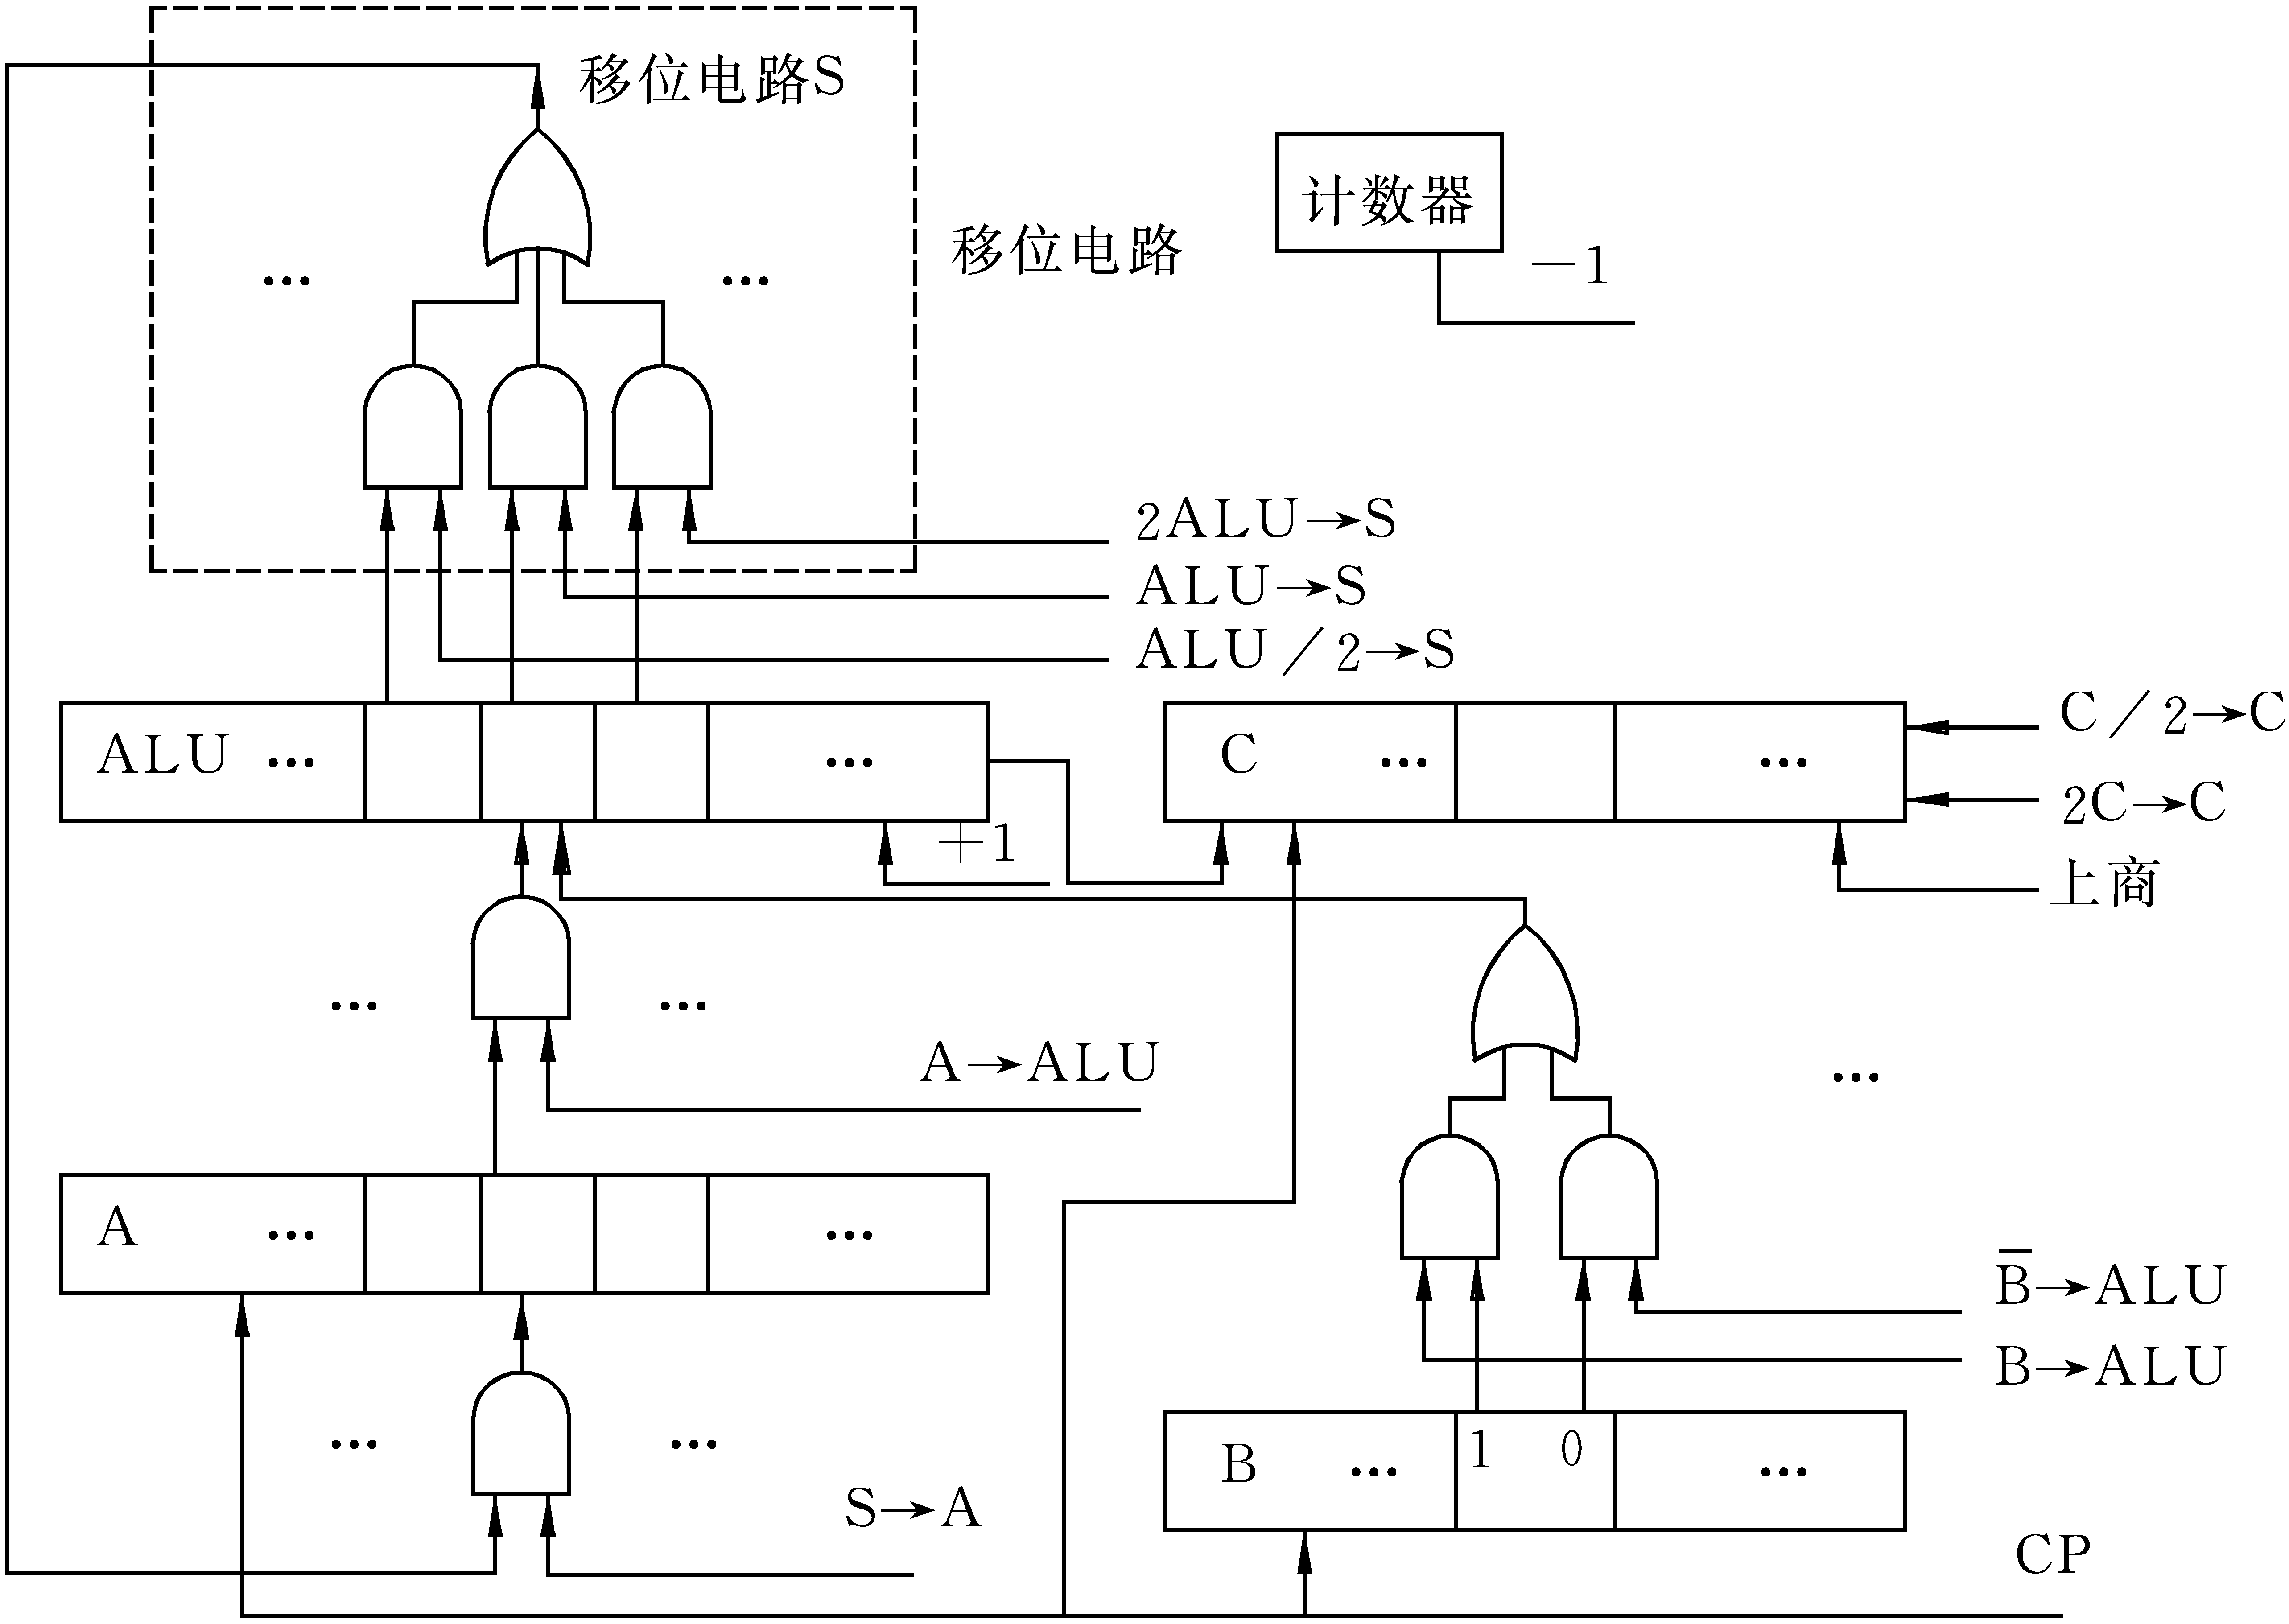 移位电路S
计数器
移位电路
−1
2ALU→S
ALU→S
ALU／2→S
C／2→C
ALU ···
···
C ···
···
2C→C
+1
上商
··· ···
A→ALU
···
A ···
···
B̅→ALU
B→ALU
··· ···
B ··· 1 0 ···
S→A
CP